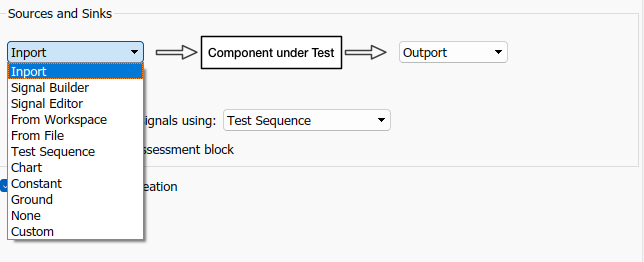 Sources and Sinks
Inport
Component under Test
Outport
Inport
Signal Builder
Signal Editor
From Workspace
From File
Test Sequence
Chart
Constant
Ground
None
Custom
ignals using:
Test Sequence
ssessment block
eation